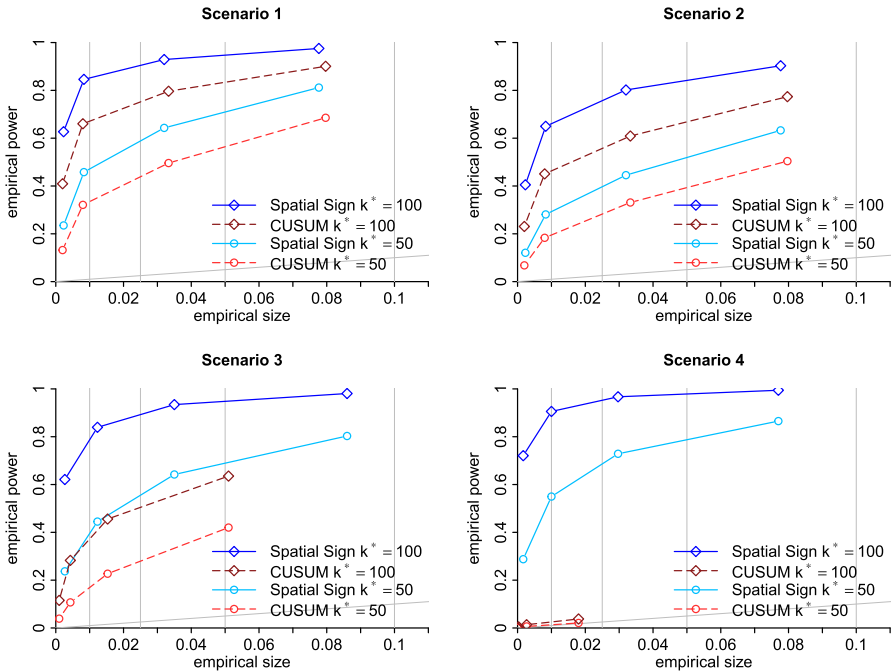 Scenario 1
empirical power
0 0.2 0.4 0.6 0.8 1
Spatial Sign k* = 100
CUSUM k* = 100
Spatial Sign k* = 50
CUSUM k* = 50
0 0.02 0.04 0.06 0.08 0.1
empirical size
Scenario 2
empirical power
0 0.2 0.4 0.6 0.8 1
Spatial Sign k* = 100
CUSUM k* = 100
Spatial Sign k* = 50
CUSUM k* = 50
0 0.02 0.04 0.06 0.08 0.1
empirical size
Scenario 3
empirical power
0 0.2 0.4 0.6 0.8 1
Spatial Sign k* = 100
CUSUM k* = 100
Spatial Sign k* = 50
CUSUM k* = 50
0 0.02 0.04 0.06 0.08 0.1
empirical size
Scenario 4
empirical power
0 0.2 0.4 0.6 0.8 1
Spatial Sign k* = 100
CUSUM k* = 100
Spatial Sign k* = 50
CUSUM k* = 50
0 0.02 0.04 0.06 0.08 0.1
empirical size